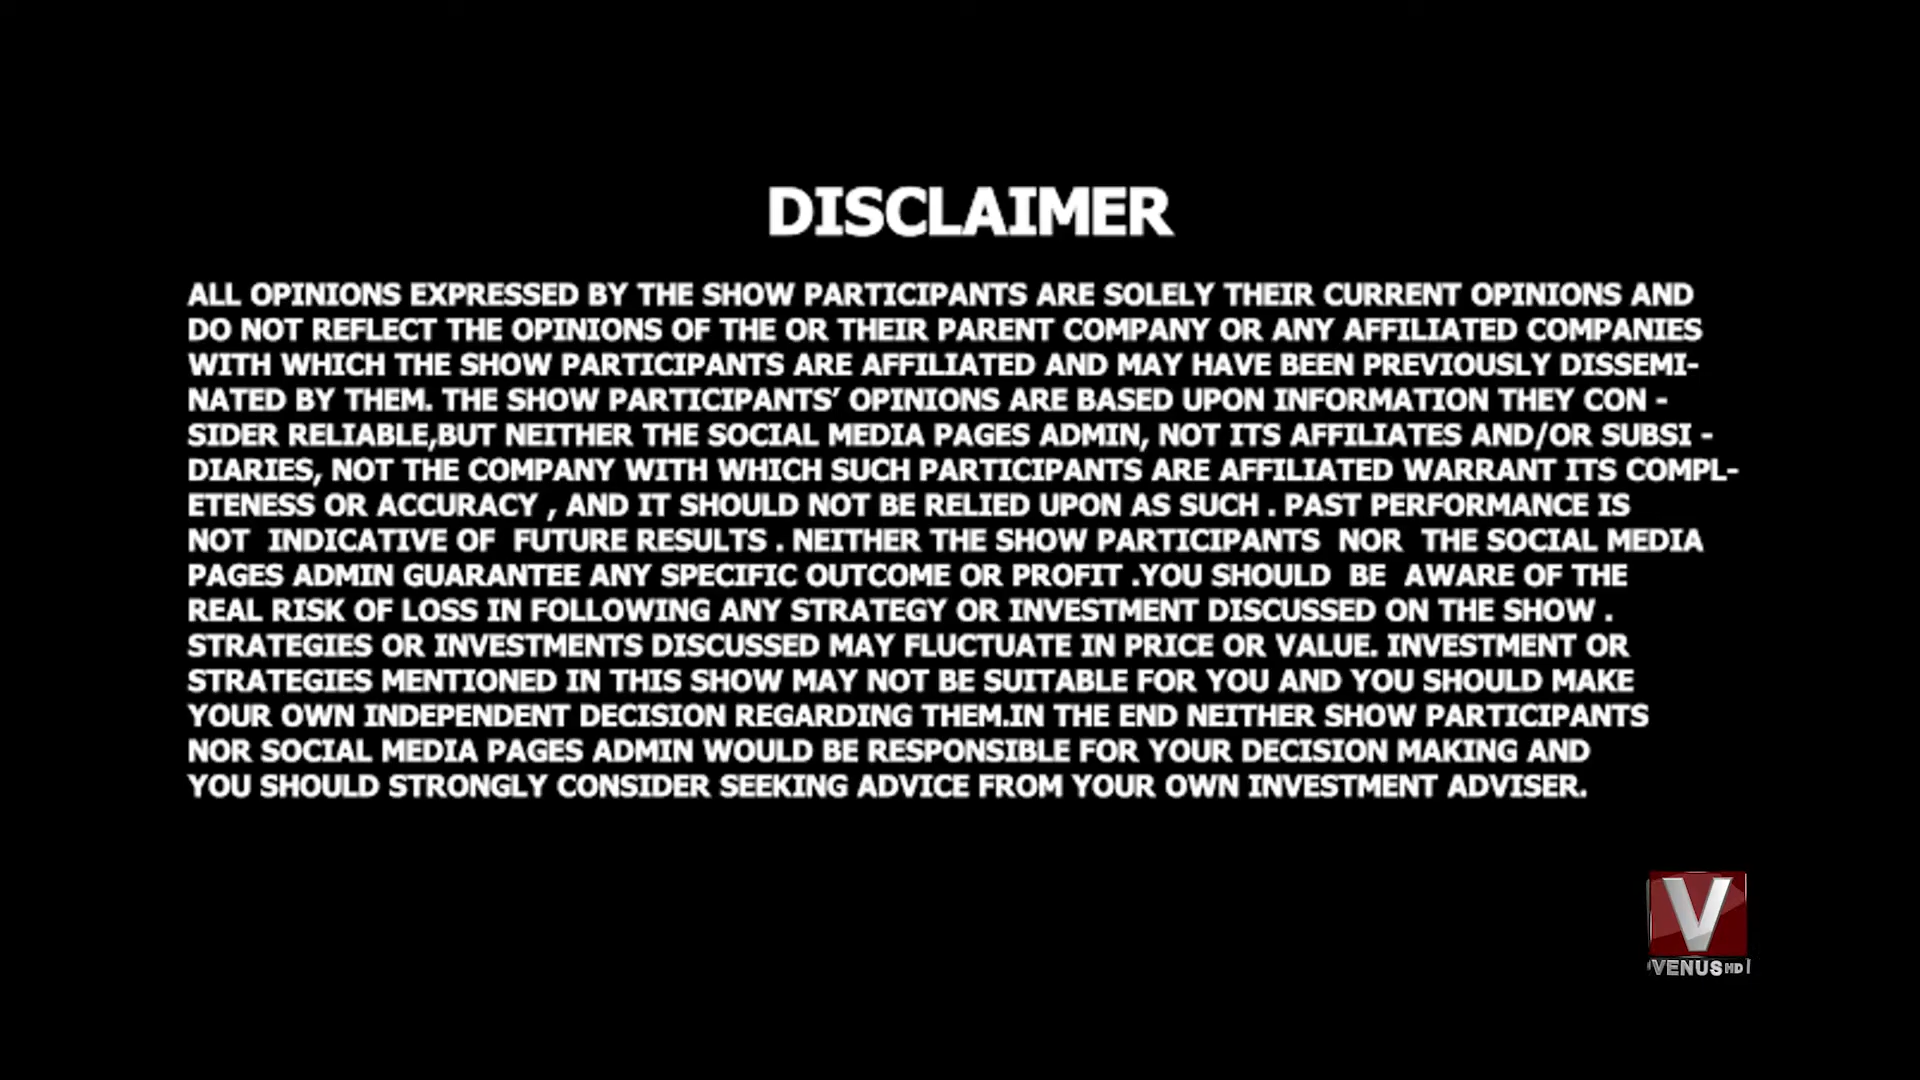 DISCLAIMER
ALL OPINIONS EXPRESSED BY THE SHOW PARTICIPANTS ARE SOLELY THEIR CURRENT OPINIONS AND
DO NOT REFLECT THE OPINIONS OF THE OR THEIR PARENT COMPANY OR ANY AFFILIATED COMPANIES
WITH WHICH THE SHOW PARTICIPANTS ARE AFFILIATED AND MAY HAVE BEEN PREVIOUSLY DISSEMI-
NATED BY THEM. THE SHOW PARTICIPANTS’ OPINIONS ARE BASED UPON INFORMATION THEY CON -
SIDER RELIABLE,BUT NEITHER THE SOCIAL MEDIA PAGES ADMIN, NOT ITS AFFILIATES AND/OR SUBSI -
DIARIES, NOT THE COMPANY WITH WHICH SUCH PARTICIPANTS ARE AFFILIATED WARRANT ITS COMPL-
ETENESS OR ACCURACY , AND IT SHOULD NOT BE RELIED UPON AS SUCH . PAST PERFORMANCE IS
NOT  INDICATIVE OF  FUTURE RESULTS . NEITHER THE SHOW PARTICIPANTS  NOR  THE SOCIAL MEDIA
PAGES ADMIN GUARANTEE ANY SPECIFIC OUTCOME OR PROFIT .YOU SHOULD  BE  AWARE OF THE
REAL RISK OF LOSS IN FOLLOWING ANY STRATEGY OR INVESTMENT DISCUSSED ON THE SHOW .
STRATEGIES OR INVESTMENTS DISCUSSED MAY FLUCTUATE IN PRICE OR VALUE. INVESTMENT OR
STRATEGIES MENTIONED IN THIS SHOW MAY NOT BE SUITABLE FOR YOU AND YOU SHOULD MAKE
YOUR OWN INDEPENDENT DECISION REGARDING THEM.IN THE END NEITHER SHOW PARTICIPANTS
NOR SOCIAL MEDIA PAGES ADMIN WOULD BE RESPONSIBLE FOR YOUR DECISION MAKING AND
YOU SHOULD STRONGLY CONSIDER SEEKING ADVICE FROM YOUR OWN INVESTMENT ADVISER.
V
VENUS HD